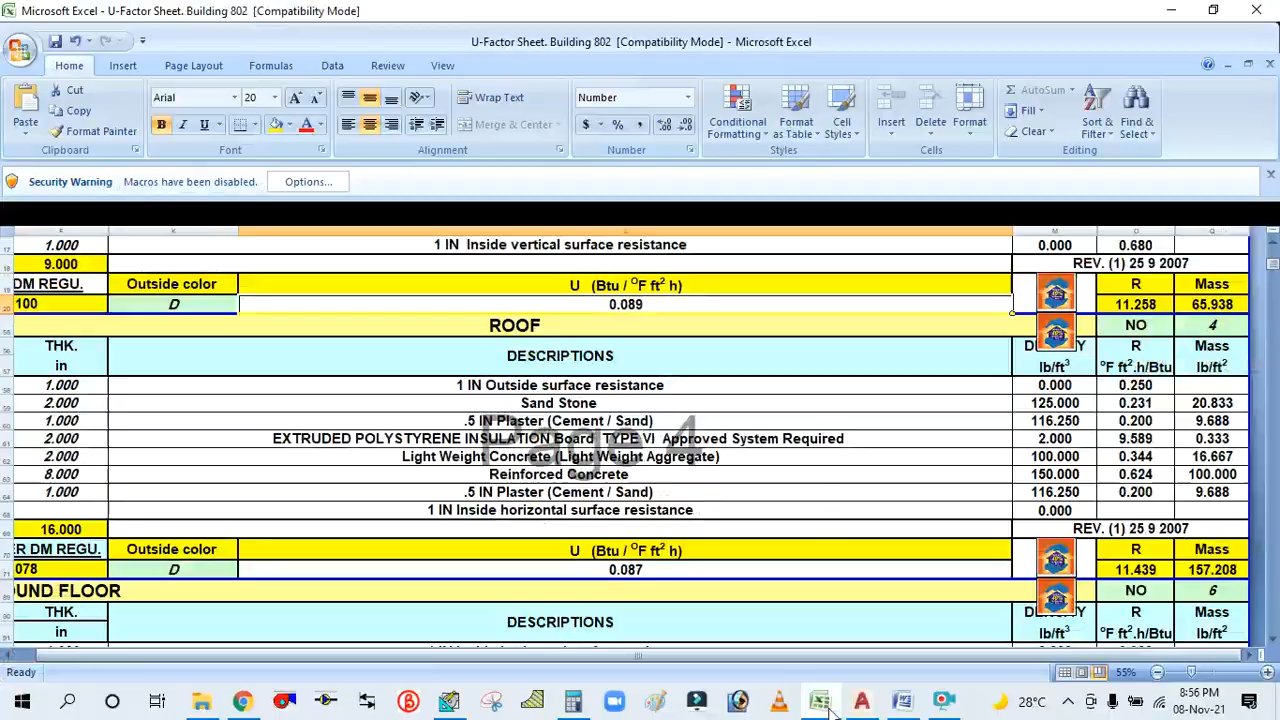 Microsoft Excel - U-Factor Sheet. Building 802 [Compatibility Mode]
U-Factor Sheet. Building 802 [Compatibility Mode] - Microsoft Excel
Home Insert Page Layout Formulas Data Review View
Paste Cut Copy Format Painter
Arial 20
B I U
Wrap Text
Merge & Center
Number
$ % ,
Conditional Formatting Format as Table Cell Styles
Insert Delete Format
AutoSum Fill Clear
Sort & Filter Find & Select
Clipboard Font Alignment Number Styles Cells Editing
Security Warning Macros have been disabled. Options...
1.000 1 IN Inside vertical surface resistance 0.000 0.680
9.000 REV. (1) 25 9 2007
DM REGU. Outside color U (Btu / °F ft² h) R Mass
100 D 0.089 11.258 65.938
ROOF NO 4
THK. DESCRIPTIONS R Mass
in lb/ft³ °F ft².h/Btu lb/ft²
1.000 1 IN Outside surface resistance 0.000 0.250
2.000 Sand Stone 125.000 0.231 20.833
1.000 .5 IN Plaster (Cement / Sand) 116.250 0.200 9.688
2.000 EXTRUDED POLYSTYRENE INSULATION Board TYPE VI Approved System Required 2.000 9.589 0.333
Page 4
2.000 Light Weight Concrete (Light Weight Aggregate) 100.000 0.344 16.667
8.000 Reinforced Concrete 150.000 0.624 100.000
1.000 .5 IN Plaster (Cement / Sand) 116.250 0.200 9.688
1 IN Inside horizontal surface resistance 0.000
16.000 REV. (1) 25 9 2007
ER DM REGU. Outside color U (Btu / °F ft² h) R Mass
078 D 0.087 11.439 157.208
OUND FLOOR NO 6
THK. DESCRIPTIONS R Mass
in lb/ft³ °F ft².h/Btu lb/ft²
Ready 55%
28°C 8:56 PM
08-Nov-21